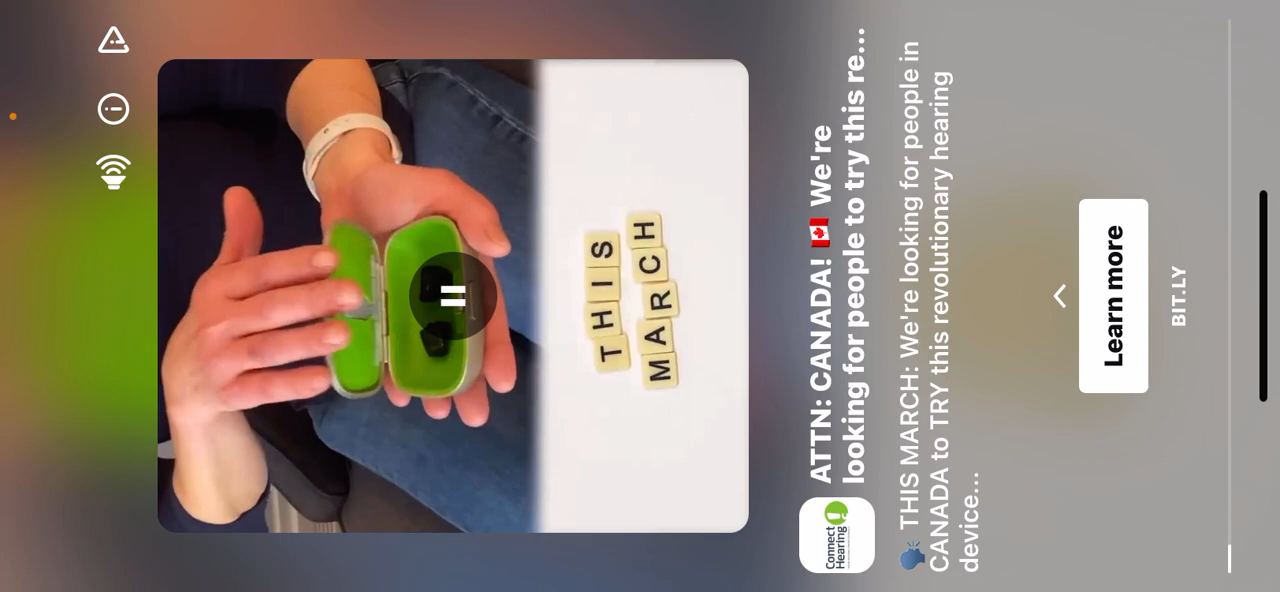 THIS
MARCH
Connect
Hearing
ATTN: CANADA! 🇨🇦 We're
looking for people to try this re...
🗣️ THIS MARCH: We're looking for people in
CANADA to TRY this revolutionary hearing
device...
Learn more
BIT.LY